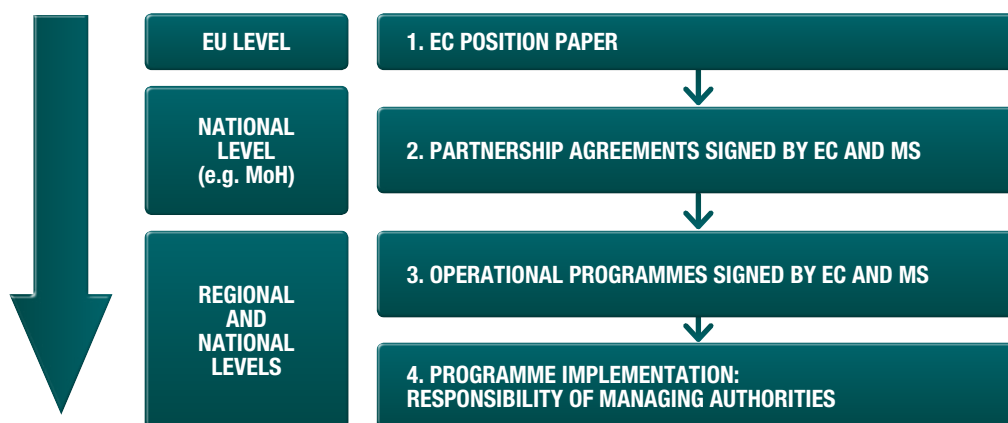 EU LEVEL
1. EC POSITION PAPER
NATIONAL
LEVEL
(e.g. MoH)
2. PARTNERSHIP AGREEMENTS SIGNED BY EC AND MS
REGIONAL
AND
NATIONAL
LEVELS
3. OPERATIONAL PROGRAMMES SIGNED BY EC AND MS
4. PROGRAMME IMPLEMENTATION:
RESPONSIBILITY OF MANAGING AUTHORITIES